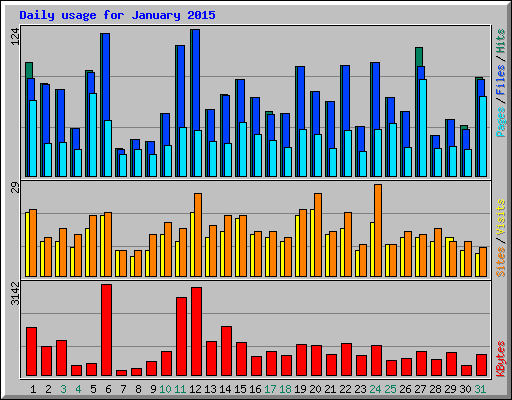 Daily usage for January 2015
124
Pages / Files / Hits
29
Sites / Visits
3142
KBytes
1 2 3 4 5 6 7 8 9 10 11 12 13 14 15 16 17 18 19 20 21 22 23 24 25 26 27 28 29 30 31